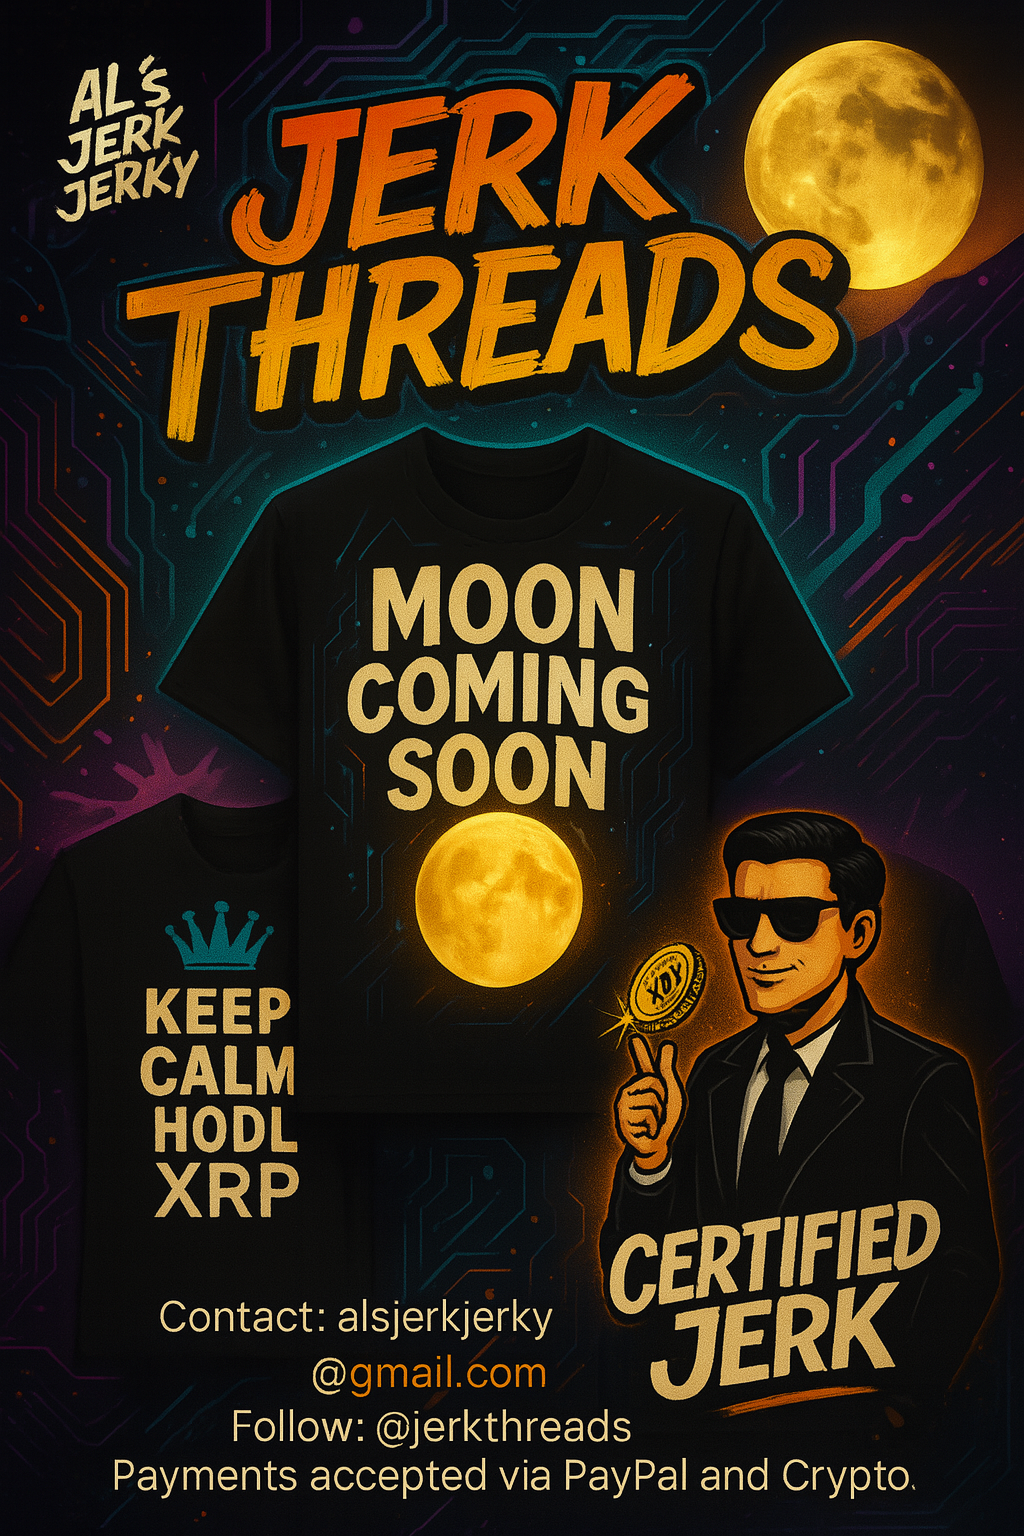 AL'S
JERK
JERKY
JERK
THREADS
MOON
COMING
SOON
KEEP
CALM
HODL
XRP
CERTIFIED
JERK
Contact: alsjerkjerky
@gmail.com
Follow: @jerkthreads
Payments accepted via PayPal and Crypto.